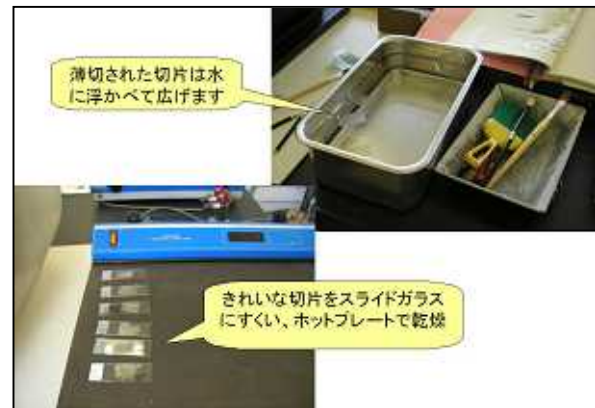 薄切された切片は水
に浮かべて広げます
きれいな切片をスライドガラス
にすくい、ホットプレートで乾燥